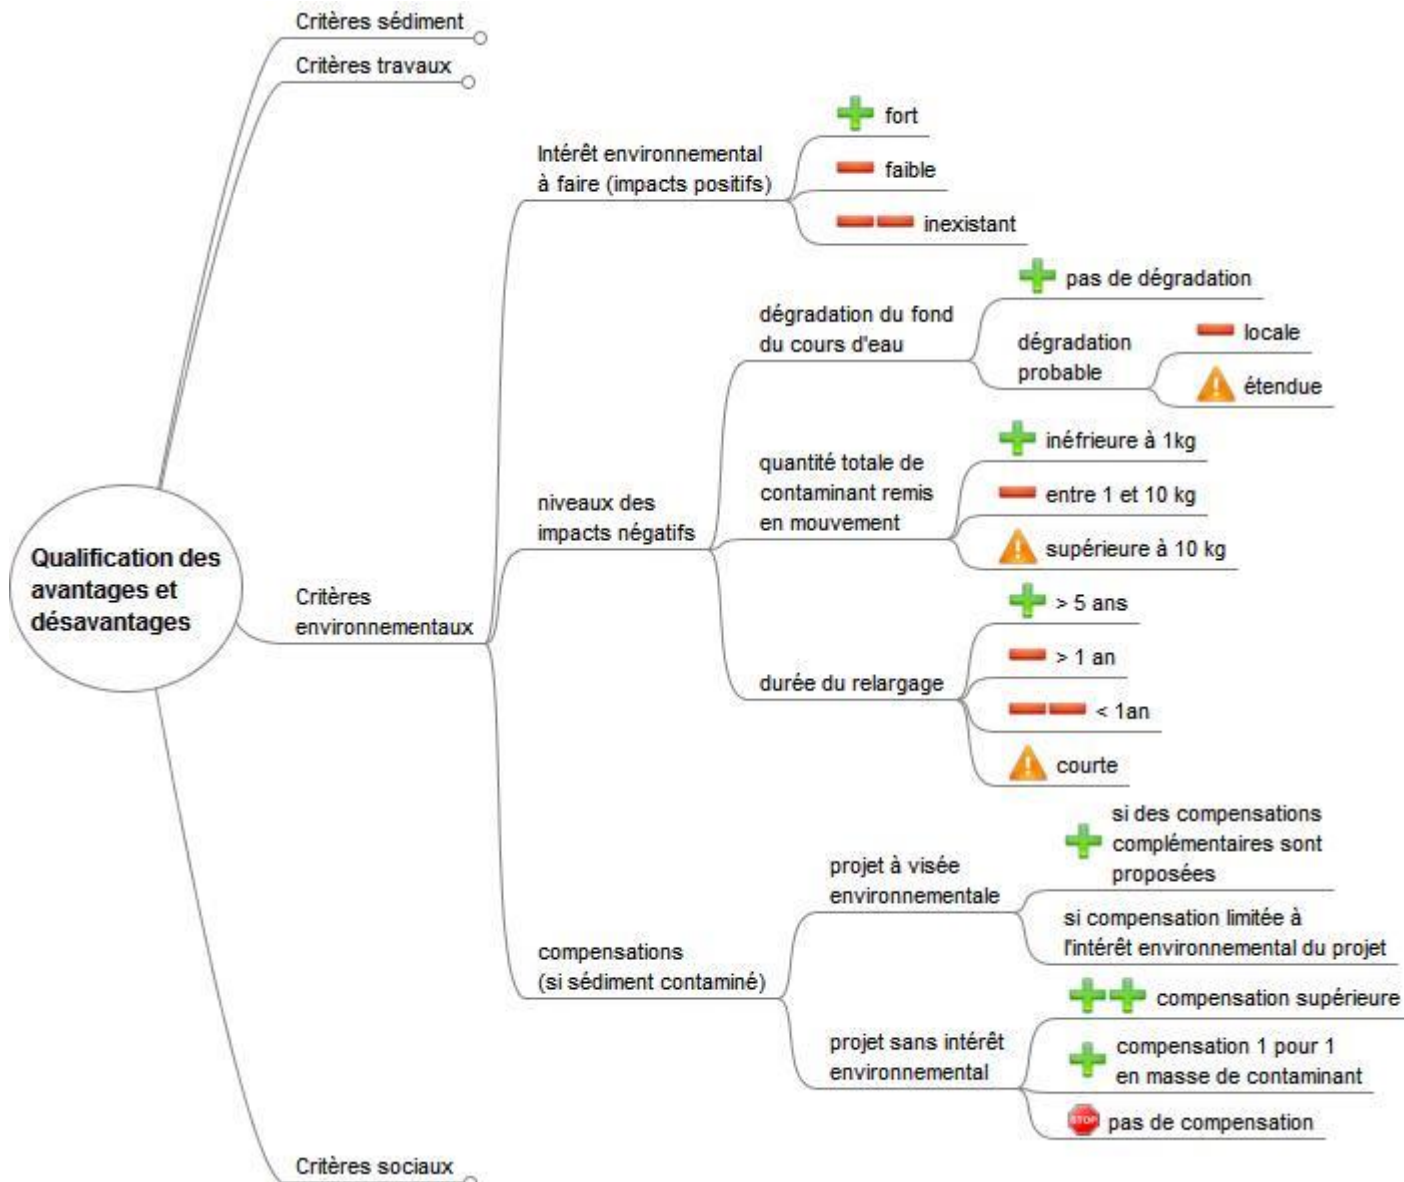 Critères sédiment
Critères travaux
Intérêt environnemental
à faire (impacts positifs)
fort
faible
inexistant
niveaux des
impacts négatifs
dégradation du fond
du cours d'eau
pas de dégradation
dégradation
probable
locale
étendue
quantité totale de
contaminant remis
en mouvement
inéfrieure à 1kg
entre 1 et 10 kg
supérieure à 10 kg
durée du relargage
> 5 ans
> 1 an
< 1an
courte
Qualification des
avantages et
désavantages
Critères
environnementaux
compensations
(si sédiment contaminé)
projet à visée
environnementale
si des compensations
complémentaires sont
proposées
si compensation limitée à
l'intérêt environnemental du projet
projet sans intérêt
environnemental
compensation supérieure
compensation 1 pour 1
en masse de contaminant
STOP
pas de compensation
Critères sociaux